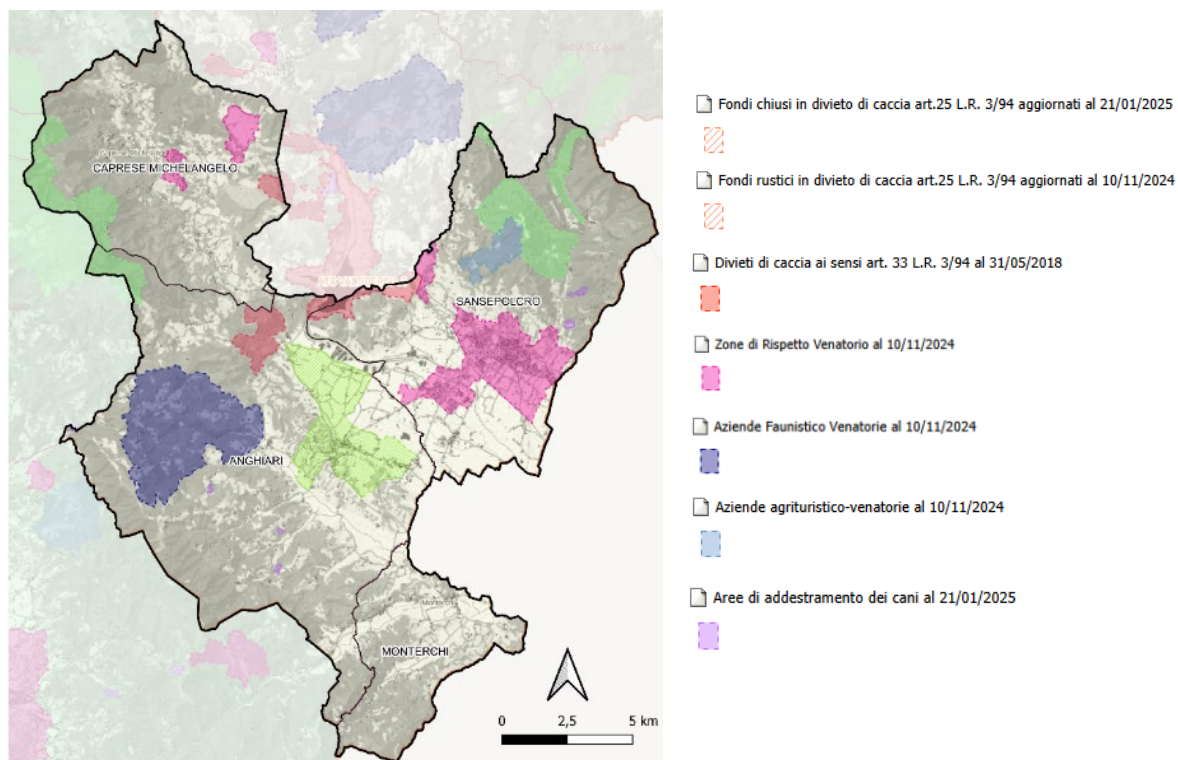 CAPRESE MICHELANGELO
SANSEPOLCRO
ANGHIARI
Monterchi
MONTERCHI
0 2,5 5 km
Fondi chiusi in divieto di caccia art.25 L.R. 3/94 aggiornati al 21/01/2025
Fondi rustici in divieto di caccia art.25 L.R. 3/94 aggiornati al 10/11/2024
Divieti di caccia ai sensi art. 33 L.R. 3/94 al 31/05/2018
Zone di Rispetto Venatorio al 10/11/2024
Aziende Faunistico Venatorie al 10/11/2024
Aziende agrituristico-venatorie al 10/11/2024
Aree di addestramento dei cani al 21/01/2025